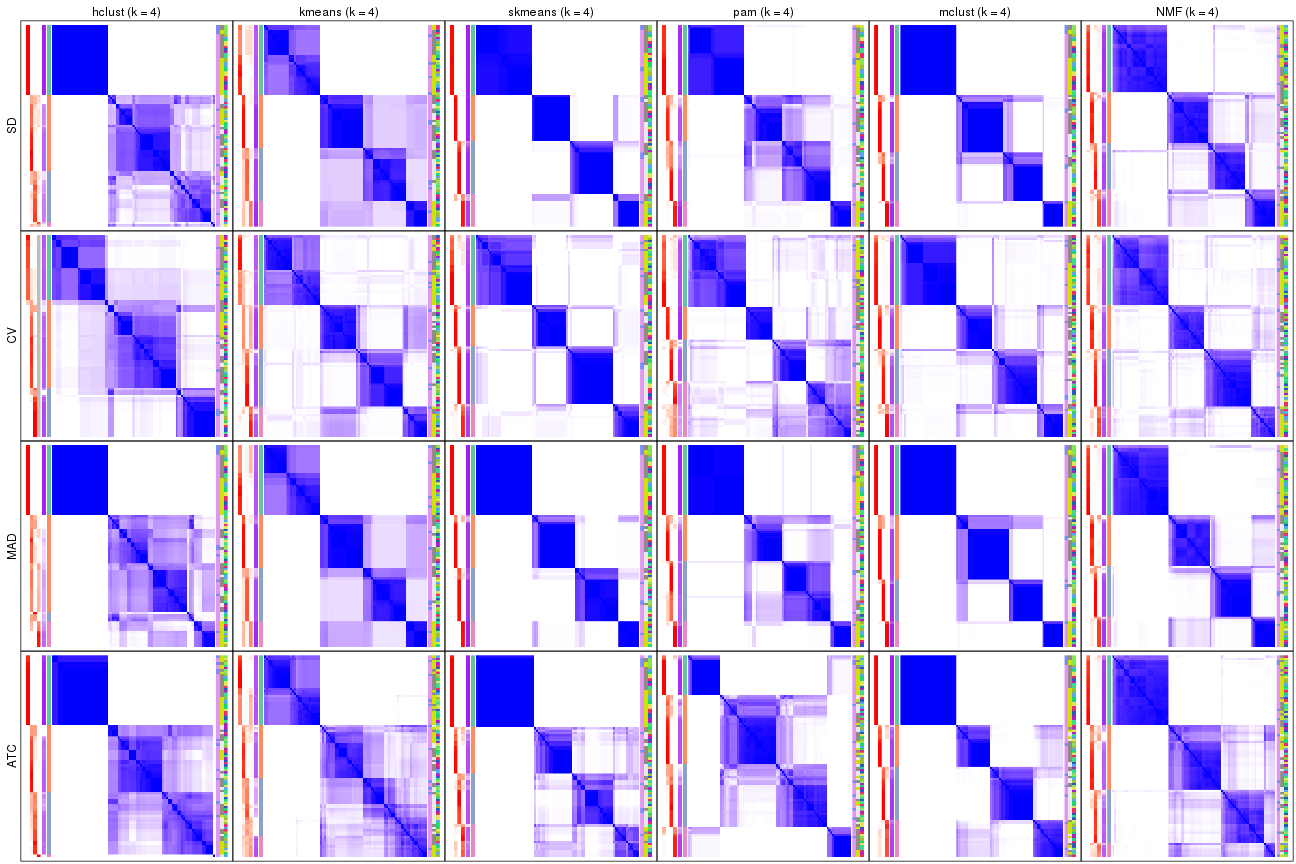 hclust (k = 4) kmeans (k = 4) skmeans (k = 4) pam (k = 4) mclust (k = 4) NMF (k = 4)
SD
CV
MAD
ATC